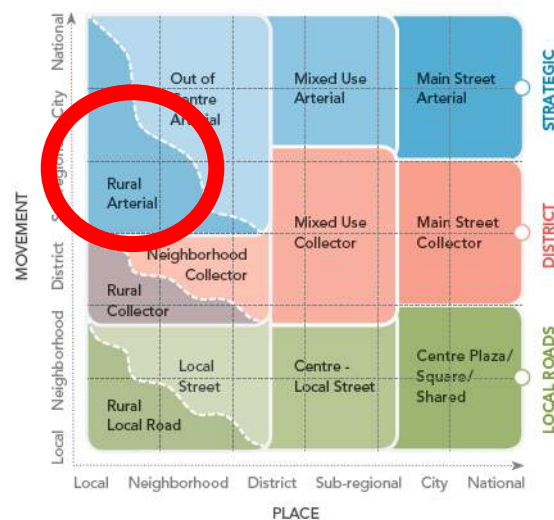 National
City
Sub-regional
District
Neighborhood
Local
MOVEMENT
Out of
Centre
Arterial
Mixed Use
Arterial
Main Street
Arterial
STRATEGIC
Rural
Arterial
Neighborhood
Collector
Mixed Use
Collector
Main Street
Collector
DISTRICT
Rural
Collector
Local
Street
Centre -
Local Street
Centre Plaza/
Square/
Shared
LOCAL ROADS
Rural
Local Road
Local
Neighborhood
District
Sub-regional
City
National
PLACE